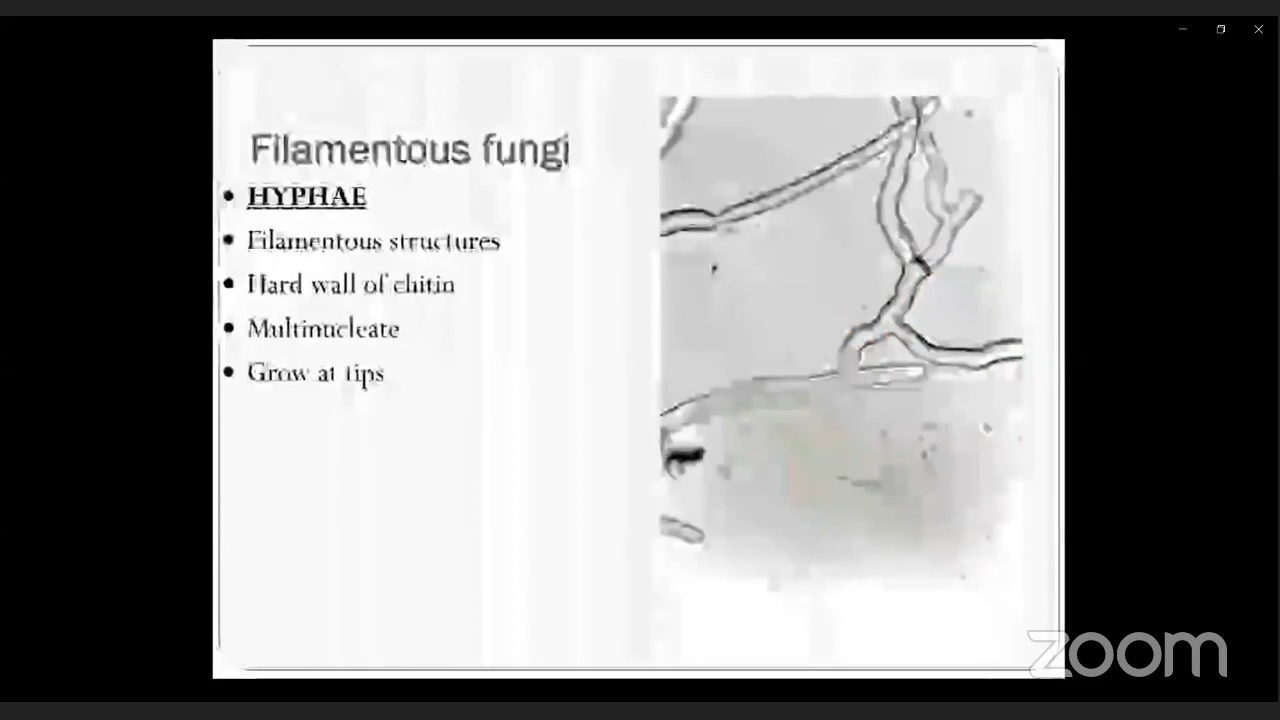 Filamentous fungi
• HYPHAE
• Filamentous structures
• Hard wall of chitin
• Multinucleate
• Grow at tips
zoom